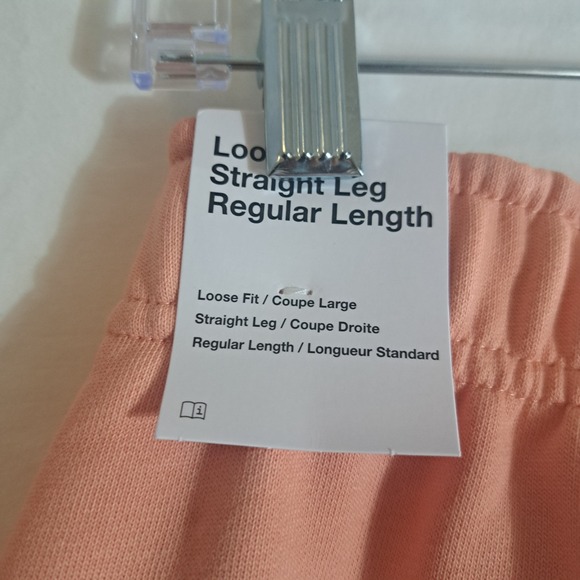 Loo
Straight Leg
Regular Length
Loose Fit / Coupe Large
Straight Leg / Coupe Droite
Regular Length / Longueur Standard
i